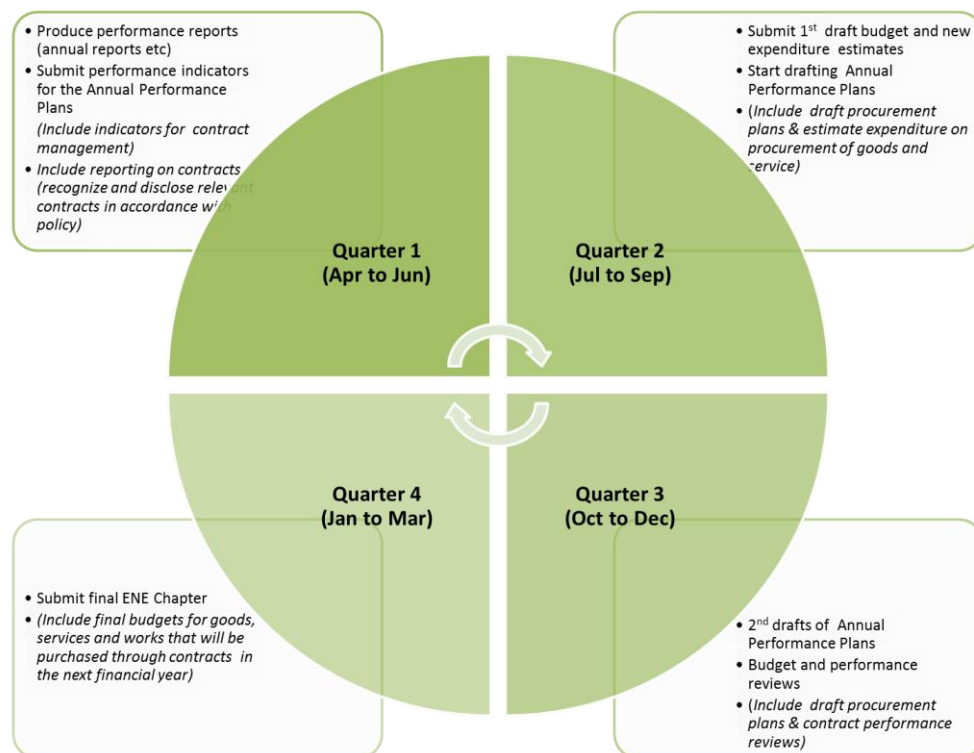 • Produce performance reports
(annual reports etc)
• Submit performance indicators
for the Annual Performance
Plans
(Include indicators for contract
management)
• Include reporting on contracts
(recognize and disclose relevant
contracts in accordance with
policy)
• Submit 1st draft budget and new
expenditure estimates
• Start drafting Annual
Performance Plans
• (Include draft procurement
plans & estimate expenditure on
procurement of goods and
service)
Quarter 1
(Apr to Jun)
Quarter 2
(Jul to Sep)
Quarter 4
(Jan to Mar)
Quarter 3
(Oct to Dec)
• Submit final ENE Chapter
• (Include final budgets for goods,
services and works that will be
purchased through contracts in
the next financial year)
• 2nd drafts of Annual
Performance Plans
• Budget and performance
reviews
• (Include draft procurement
plans & contract performance
reviews)